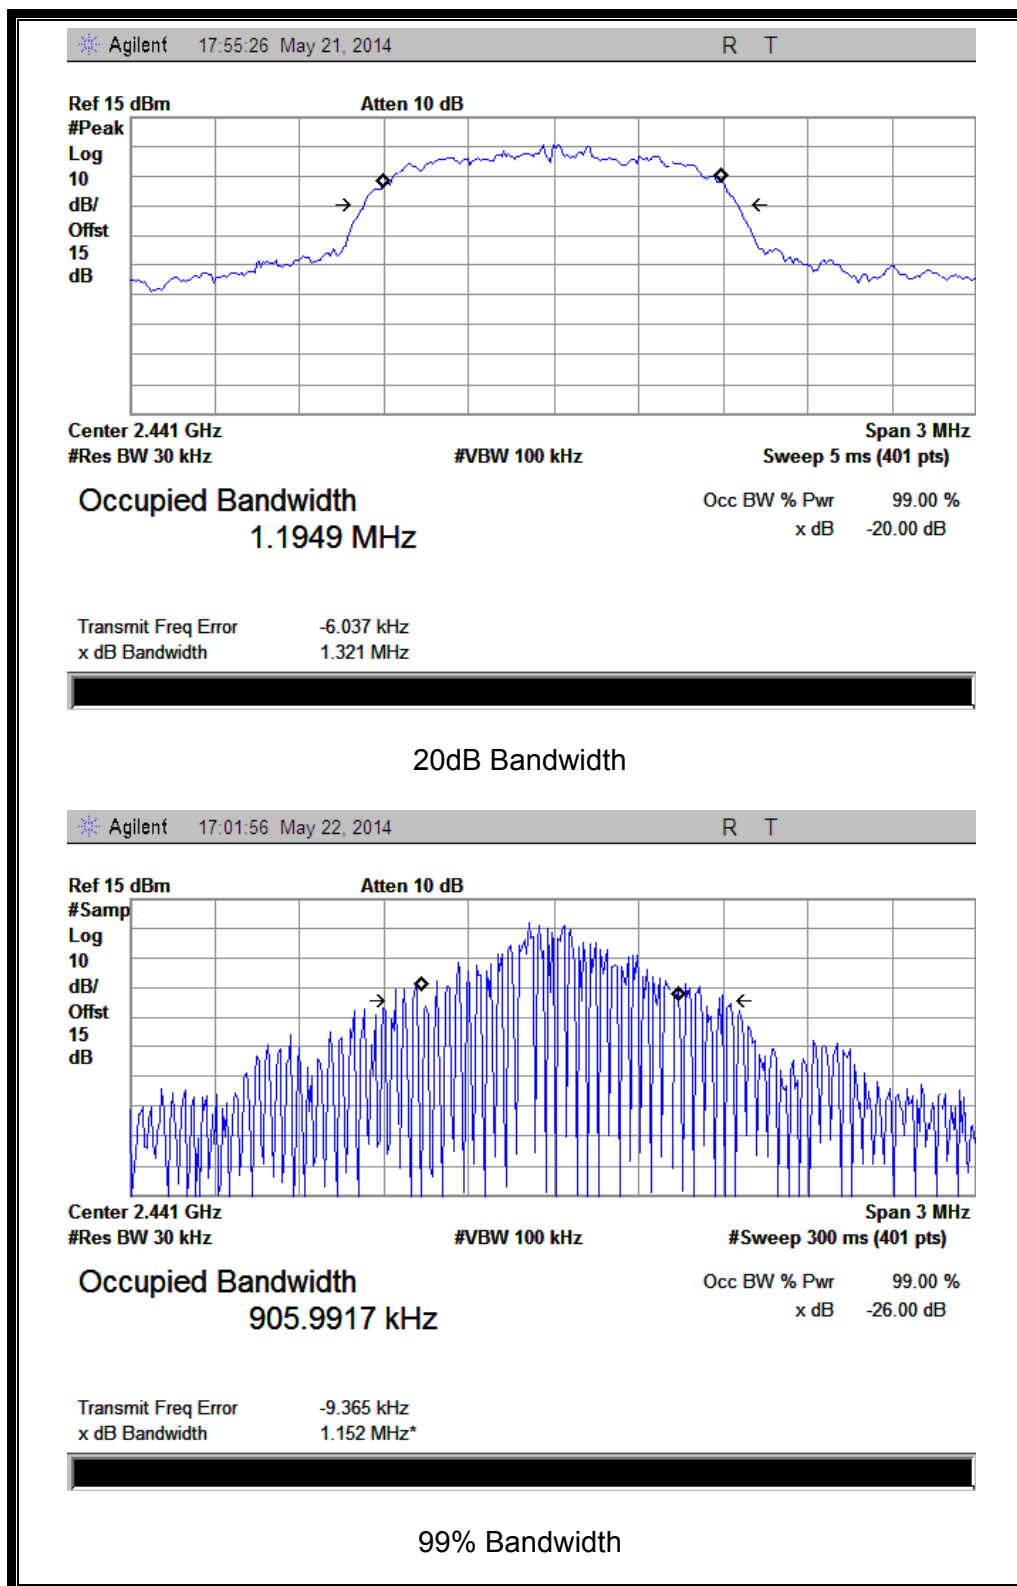 Agilent 17:55:26 May 21, 2014 R T
Ref 15 dBm Atten 10 dB
#Peak
Log
10
dB/
Offst
15
dB
Center 2.441 GHz Span 3 MHz
#Res BW 30 kHz #VBW 100 kHz Sweep 5 ms (401 pts)
Occupied Bandwidth Occ BW % Pwr 99.00 %
1.1949 MHz x dB -20.00 dB
Transmit Freq Error -6.037 kHz
x dB Bandwidth 1.321 MHz
20dB Bandwidth
Agilent 17:01:56 May 22, 2014 R T
Ref 15 dBm Atten 10 dB
#Samp
Log
10
dB/
Offst
15
dB
Center 2.441 GHz Span 3 MHz
#Res BW 30 kHz #VBW 100 kHz #Sweep 300 ms (401 pts)
Occupied Bandwidth Occ BW % Pwr 99.00 %
905.9917 kHz x dB -26.00 dB
Transmit Freq Error -9.365 kHz
x dB Bandwidth 1.152 MHz*
99% Bandwidth